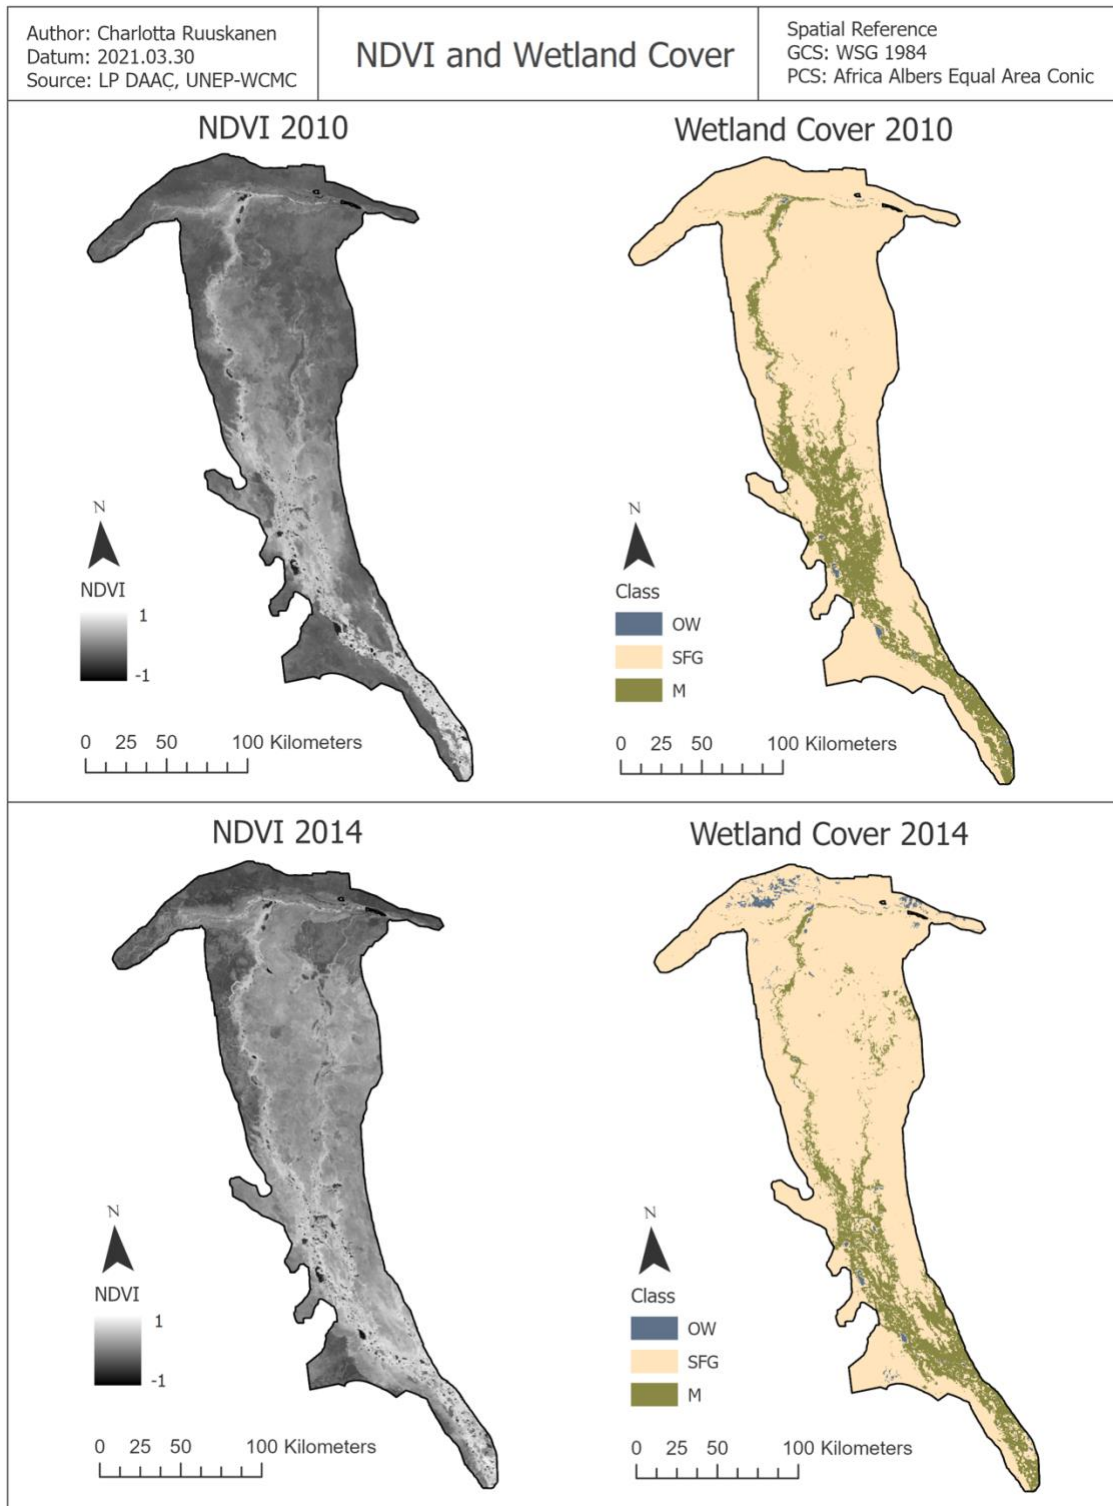 Author: Charlotta Ruuskanen
Datum: 2021.03.30
Source: LP DAAC, UNEP-WCMC
NDVI and Wetland Cover
Spatial Reference
GCS: WSG 1984
PCS: Africa Albers Equal Area Conic
NDVI 2010
Wetland Cover 2010
N
NDVI
1
-1
0 25 50 100 Kilometers
N
Class
OW
SFG
M
0 25 50 100 Kilometers
NDVI 2014
Wetland Cover 2014
N
NDVI
1
-1
0 25 50 100 Kilometers
N
Class
OW
SFG
M
0 25 50 100 Kilometers